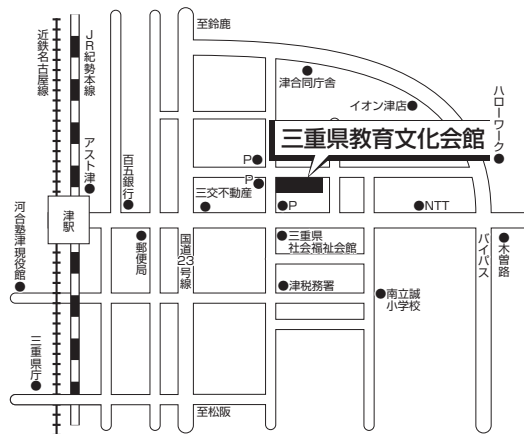 至鈴鹿
近鉄名古屋線
JR紀勢本線
津合同庁舎
イオン津店
ハローワーク
三重県教育文化会館
アスト津
百五銀行
P
P
三交不動産
P
NTT
津駅
河合塾津現役館
郵便局
国道23号線
三重県
社会福祉会館
バイパス
木曽路
津税務署
南立誠
小学校
三重県庁
至松阪